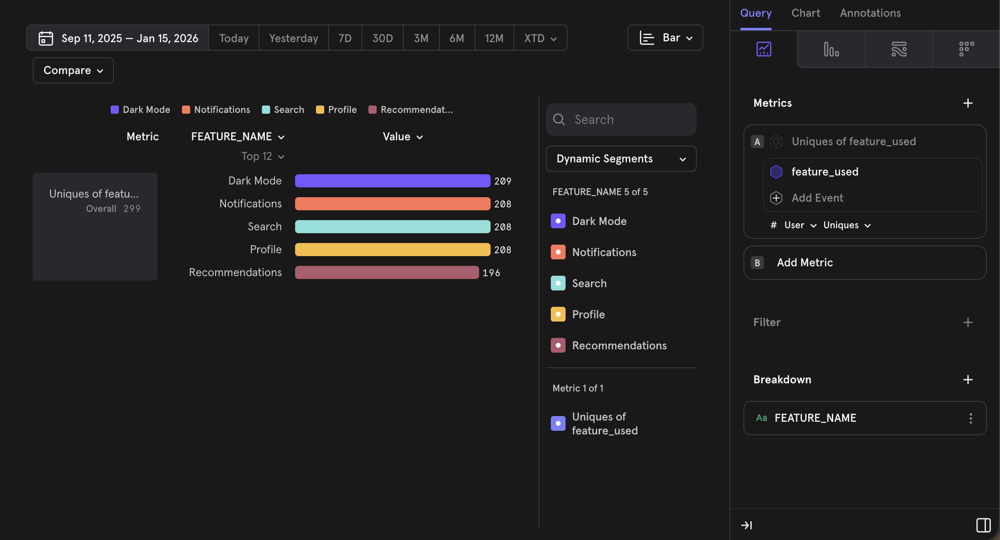 Sep 11, 2025 – Jan 15, 2026
Today
Yesterday
7D
30D
3M
6M
12M
XTD
Bar
Compare
Dark Mode
Notifications
Search
Profile
Recommendat...
Metric
FEATURE_NAME
Value
Top 12
Uniques of featu...
Overall 299
Dark Mode 209
Notifications 208
Search 208
Profile 208
Recommendations 196
Search
Dynamic Segments
FEATURE_NAME 5 of 5
Dark Mode
Notifications
Search
Profile
Recommendations
Metric 1 of 1
Uniques of
feature_used
Query
Chart
Annotations
Metrics
A Uniques of feature_used
feature_used
Add Event
# User Uniques
B Add Metric
Filter
Breakdown
Aa FEATURE_NAME